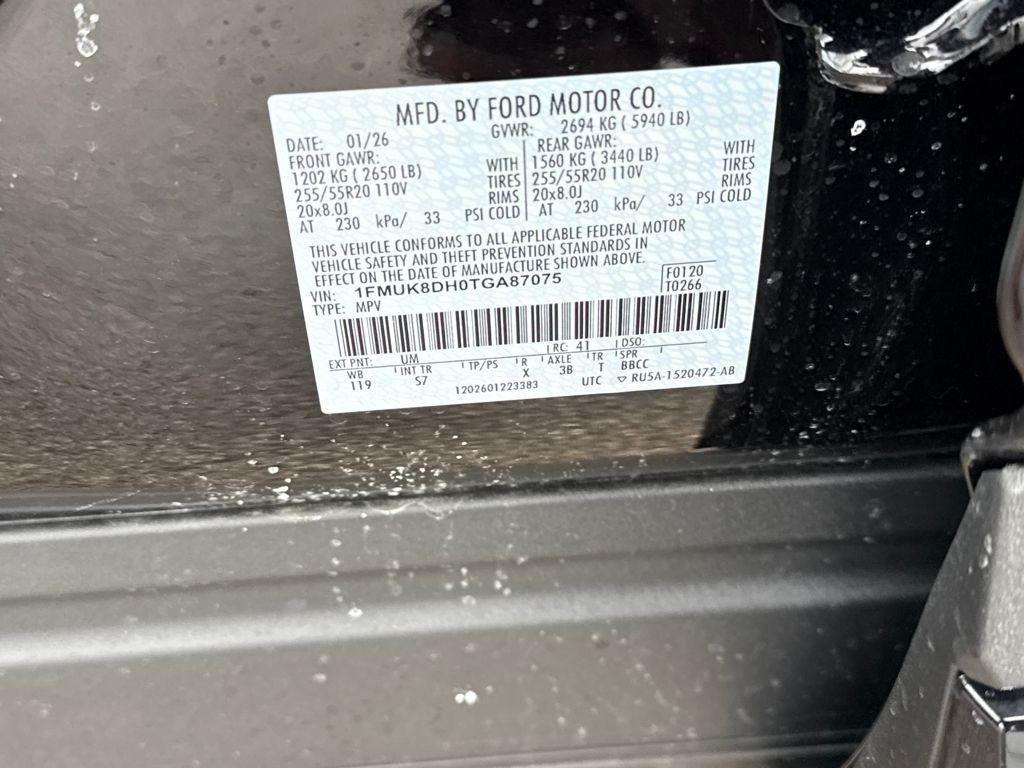 MFD. BY FORD MOTOR CO.
DATE: 01/26 GVWR: 2694 KG ( 5940 LB)
FRONT GAWR: REAR GAWR:
1202 KG ( 2650 LB) WITH 1560 KG ( 3440 LB) WITH
255/55R20 110V TIRES 255/55R20 110V TIRES
20x8.0J RIMS 20x8.0J RIMS
AT 230 kPa/ 33 PSI COLD AT 230 kPa/ 33 PSI COLD
THIS VEHICLE CONFORMS TO ALL APPLICABLE FEDERAL MOTOR
VEHICLE SAFETY AND THEFT PREVENTION STANDARDS IN
EFFECT ON THE DATE OF MANUFACTURE SHOWN ABOVE.
VIN: 1FMUK8DH0TGA87075 F0120
TYPE: MPV T0266
EXT PNT: UM RC: 41 DSO:
WB INT TR TP/PS R AXLE TR SPR
119 S7 X 3B T BBCC
1202601223383 UTC ▽ RU5A-1520472-AB